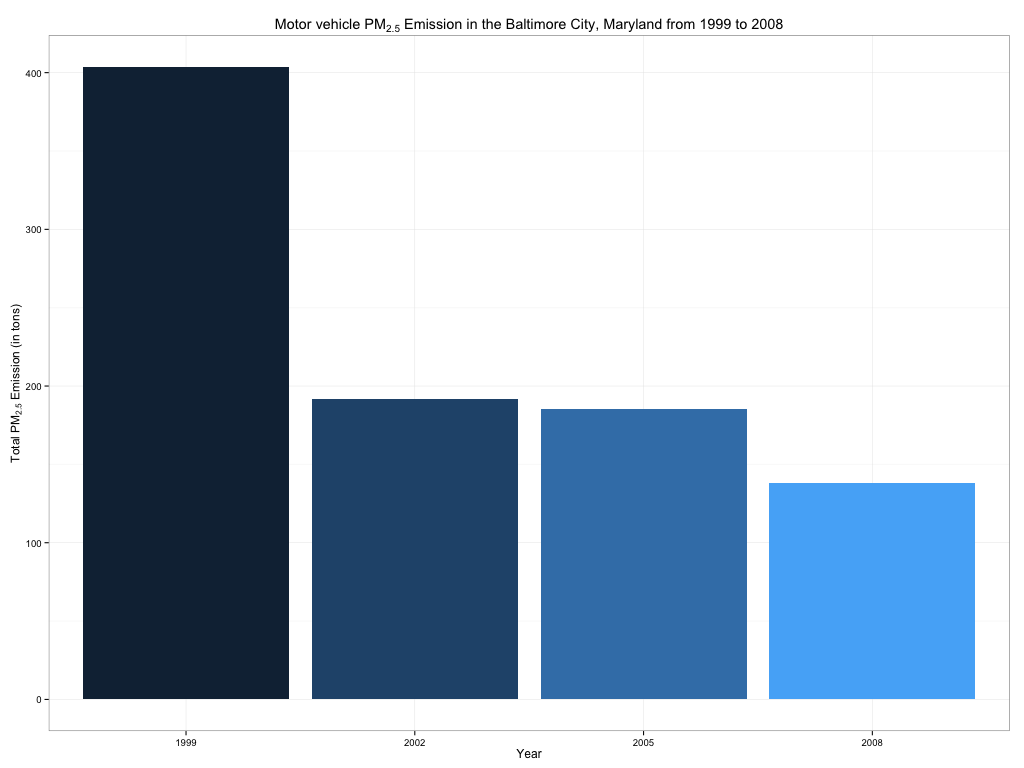 Motor vehicle PM2.5 Emission in the Baltimore City, Maryland from 1999 to 2008
Total PM2.5 Emission (in tons)
400
300
200
100
0
1999 2002 2005 2008
Year